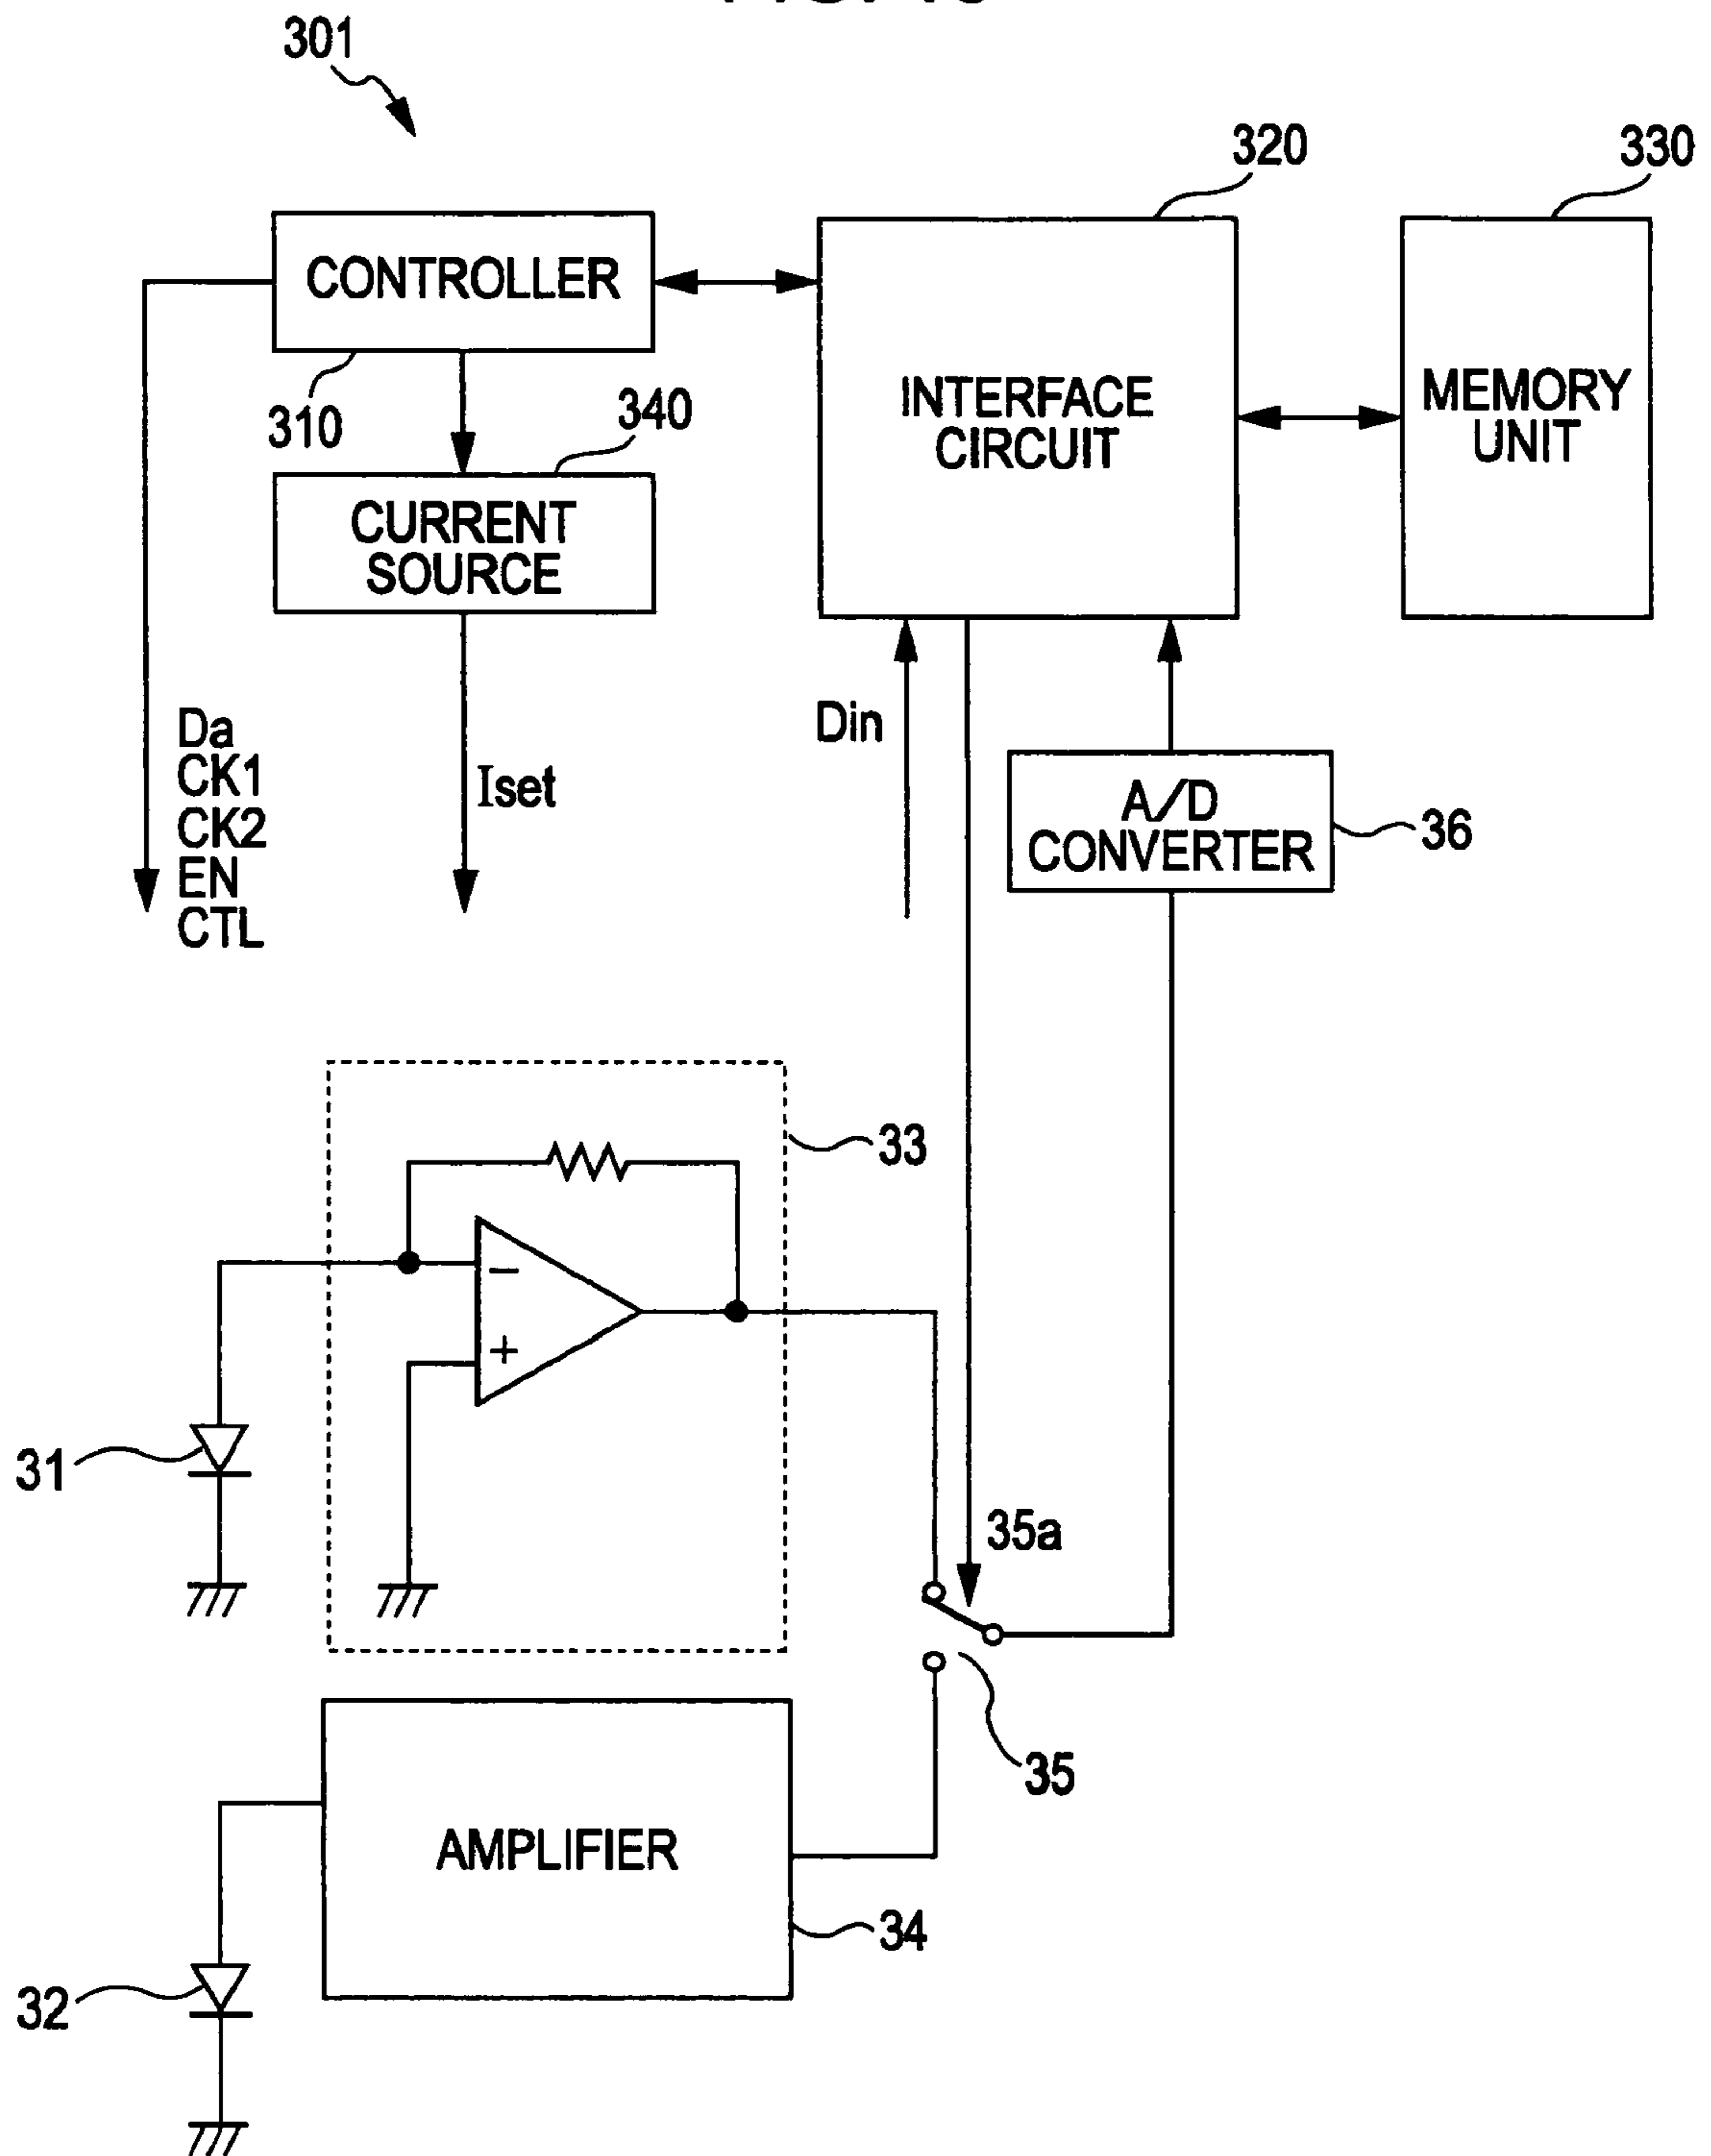 301
320
330
CONTROLLER
310
340
INTERFACE
CIRCUIT
MEMORY
UNIT
CURRENT
SOURCE
Da
CK1
CK2
EN
CTL
Iset
Din
A/D
CONVERTER
36
33
−
+
31
35a
35
AMPLIFIER
34
32